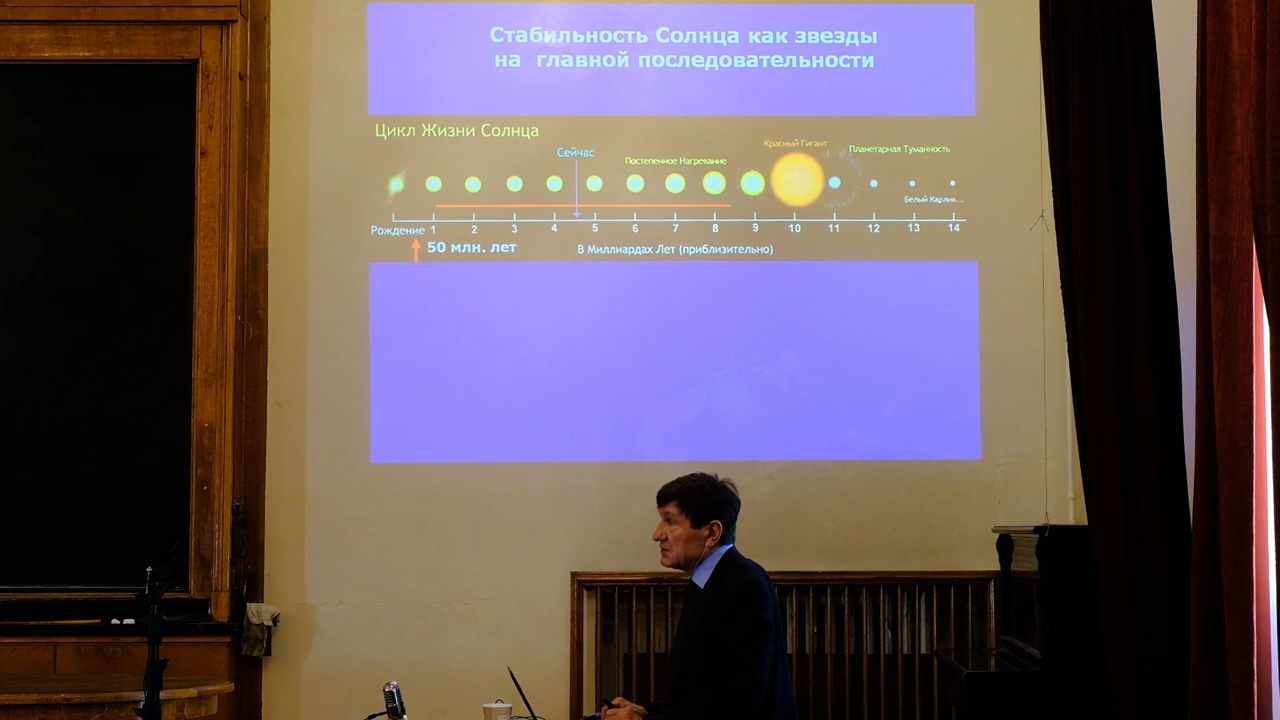 Стабильность Солнца как звезды
на главной последовательности
Цикл Жизни Солнца
Сейчас
Постепенное Нагревание
Красный Гигант
Планетарная Туманность
Белый Карлик...
Рождение 1 2 3 4 5 6 7 8 9 10 11 12 13 14
50 млн. лет
В Миллиардах Лет (приблизительно)